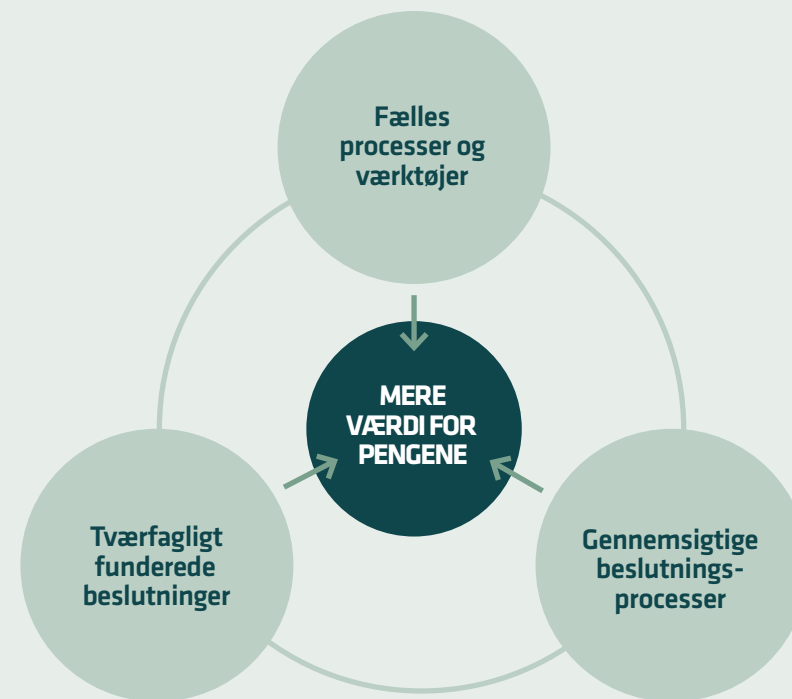 Fælles
processer og
værktøjer
MERE
VÆRDI FOR
PENGENE
Tværfagligt
funderede
beslutninger
Gennemsigtige
beslutnings-
processer